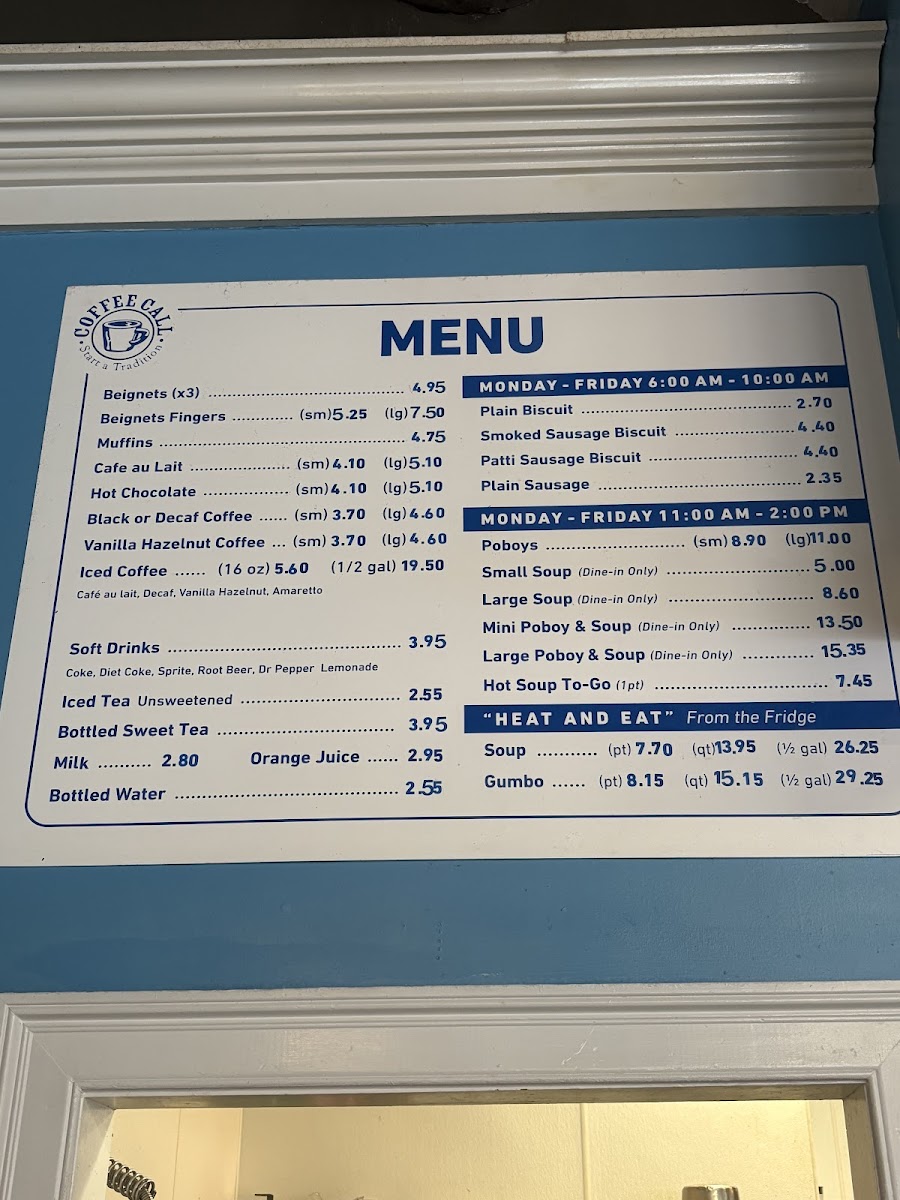 COFFEE CALL
Start a Tradition
MENU
Beignets (x3) ........ 4.95
Beignets Fingers ........ (sm) 5.25 (lg) 7.50
Muffins ........ 4.75
Cafe au Lait ........ (sm) 4.10 (lg) 5.10
Hot Chocolate ........ (sm) 4.10 (lg) 5.10
Black or Decaf Coffee ...... (sm) 3.70 (lg) 4.60
Vanilla Hazelnut Coffee ... (sm) 3.70 (lg) 4.60
Iced Coffee ...... (16 oz) 5.60 (1/2 gal) 19.50
Café au lait, Decaf, Vanilla Hazelnut, Amaretto
Soft Drinks ........ 3.95
Coke, Diet Coke, Sprite, Root Beer, Dr Pepper Lemonade
Iced Tea Unsweetened ........ 2.55
Bottled Sweet Tea ........ 3.95
Milk .......... 2.80 Orange Juice ...... 2.95
Bottled Water ........ 2.55
MONDAY - FRIDAY 6:00 AM - 10:00 AM
Plain Biscuit ........ 2.70
Smoked Sausage Biscuit ........ 4.40
Patti Sausage Biscuit ........ 4.40
Plain Sausage ........ 2.35
MONDAY - FRIDAY 11:00 AM - 2:00 PM
Poboys ........ (sm) 8.90 (lg) 11.00
Small Soup (Dine-in Only) ........ 5.00
Large Soup (Dine-in Only) ........ 8.60
Mini Poboy & Soup (Dine-in Only) ........ 13.50
Large Poboy & Soup (Dine-in Only) ........ 15.35
Hot Soup To-Go (1pt) ........ 7.45
"HEAT AND EAT" From the Fridge
Soup .......... (pt) 7.70 (qt) 13.95 (½ gal) 26.25
Gumbo ...... (pt) 8.15 (qt) 15.15 (½ gal) 29.25